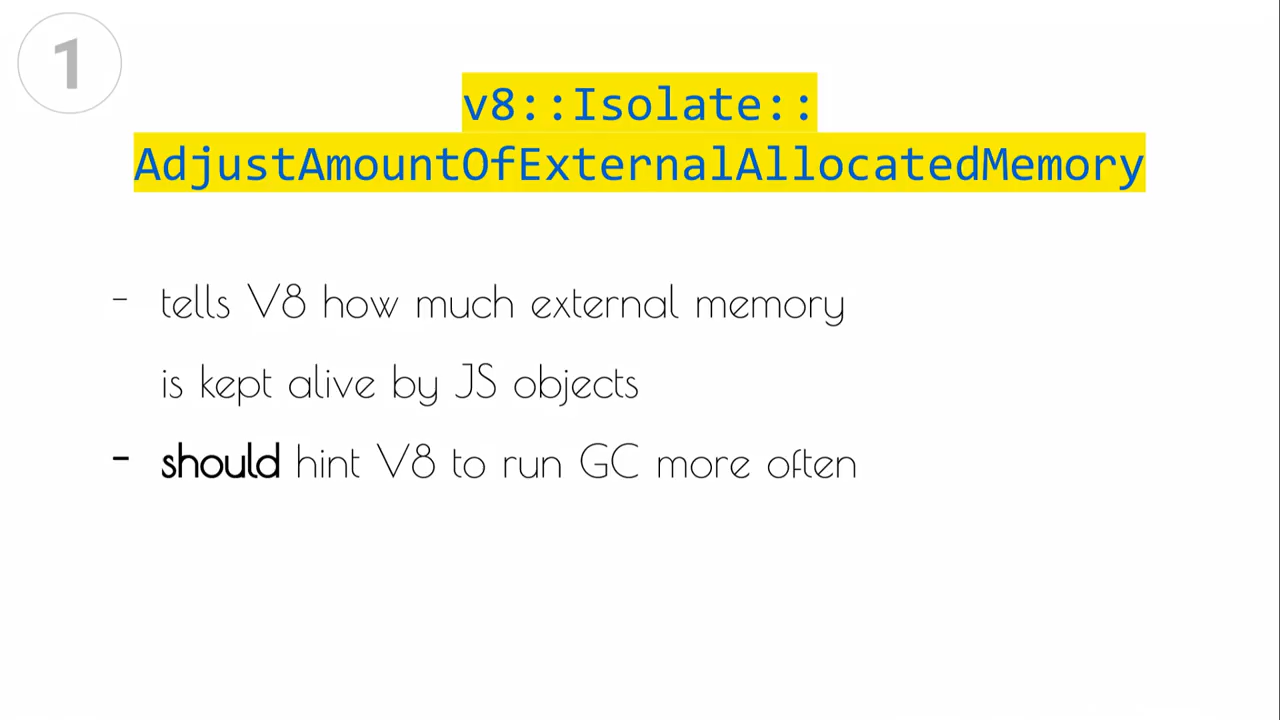 1
v8::Isolate::
AdjustAmountOfExternalAllocatedMemory
- tells V8 how much external memory
is kept alive by JS objects
- should hint V8 to run GC more often